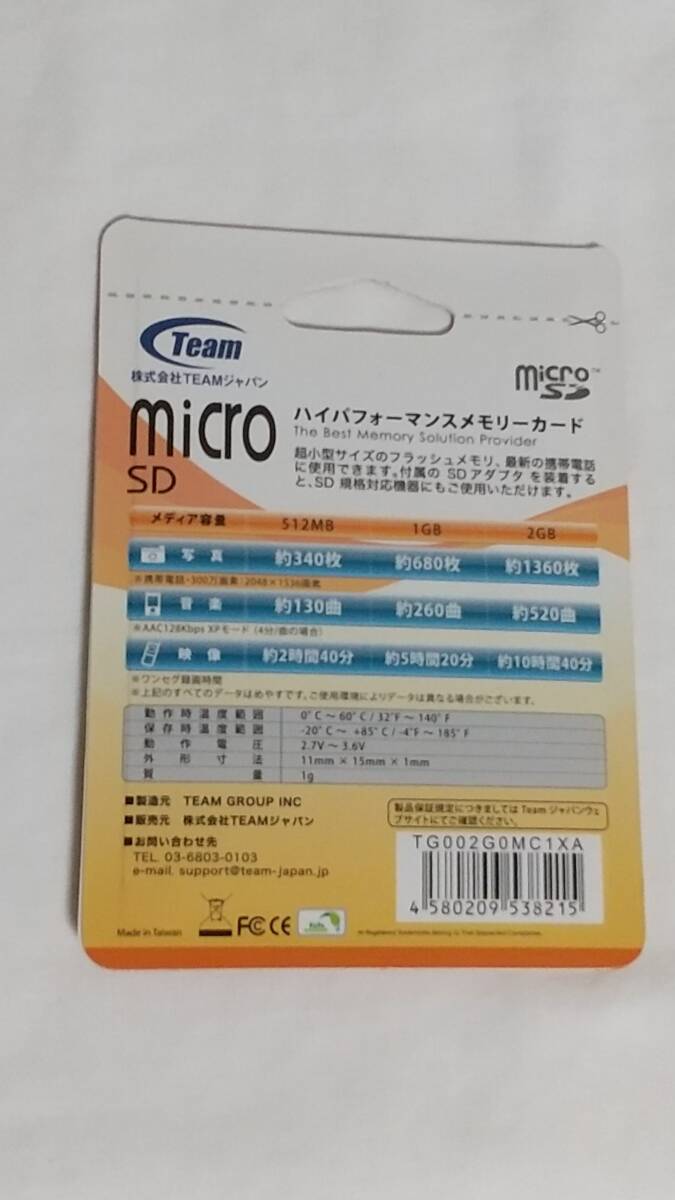 Team
株式会社TEAMジャパン
micro
SD
micro
SD
TM
ハイパフォーマンスメモリーカード
The Best Memory Solution Provider
超小型サイズのフラッシュメモリ、最新の携帯電話
に使用できます。付属の SDアダプタ を装着する
と、SD 規格対応機器にもご使用いただけます。
メディア容量 512MB 1GB 2GB
写真 約340枚 約680枚 約1360枚
※携帯電話・300万画素：2048×1536画素
音楽 約130曲 約260曲 約520曲
※AAC128Kbps XPモード（4分/曲の場合）
映像 約2時間40分 約5時間20分 約10時間40分
※ワンセグ録画時間
※上記のすべてのデータはめやすです。ご使用環境によりデータは異なる場合がございます。
動作時温度範囲 0°C～60°C/32°F～140°F
保存時温度範囲 -20°C～ +85°C/-4°F～185°F
動作電圧 2.7V～3.6V
外形寸法 11mm×15mm×1mm
質量 1g
■製造元 TEAM GROUP INC
■販売元 株式会社TEAMジャパン
■お問い合わせ先
TEL. 03-6803-0103
e-mail. support@team-japan.jp
製品保証規定につきましてはTeam ジャパンウェ
ブサイトにてご確認ください。
TG002G0MC1XA
4 580209 538215
Made in Taiwan
FC CE
RoHS
All Registered Trademarks Belong To Their Respected Companies.